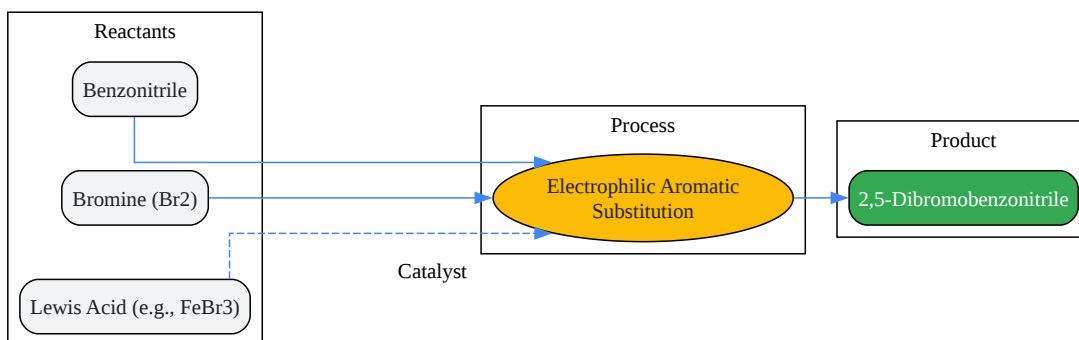 Reactants
Benzonitrile
Bromine (Br2)
Lewis Acid (e.g., FeBr3)
Catalyst
Process
Electrophilic Aromatic
Substitution
Product
2,5-Dibromobenzonitrile